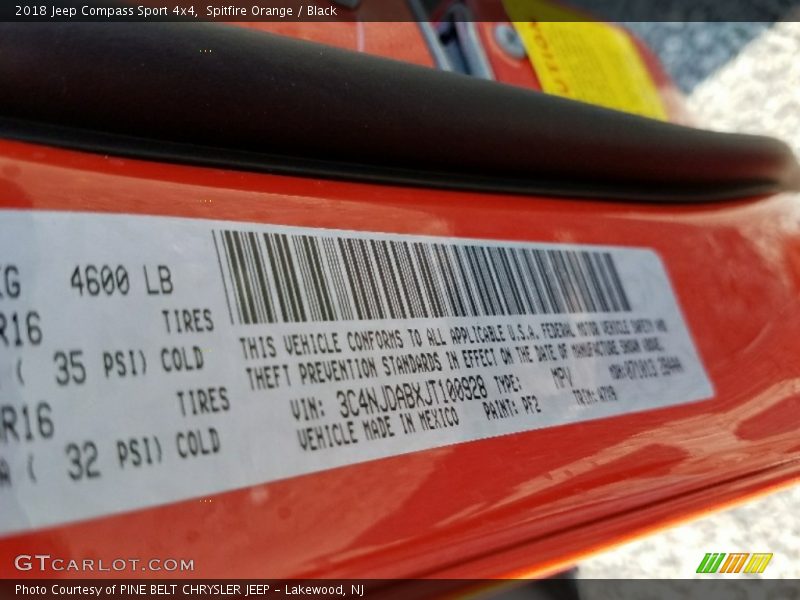 2018 Jeep Compass Sport 4x4, Spitfire Orange / Black
KG 4600 LB
R16 TIRES
( 35 PSI) COLD
R16 TIRES
( 32 PSI) COLD
THIS VEHICLE CONFORMS TO ALL APPLICABLE U.S.A. FEDERAL MOTOR VEHICLE SAFETY AND
THEFT PREVENTION STANDARDS IN EFFECT ON THE DATE OF MANUFACTURE SHOWN ABOVE.
VIN: 3C4NJDABXJT100928 TYPE: MPV
VEHICLE MADE IN MEXICO PAINT: PF2 TRIM:
GTCARLOT.COM
Photo Courtesy of PINE BELT CHRYSLER JEEP - Lakewood, NJ